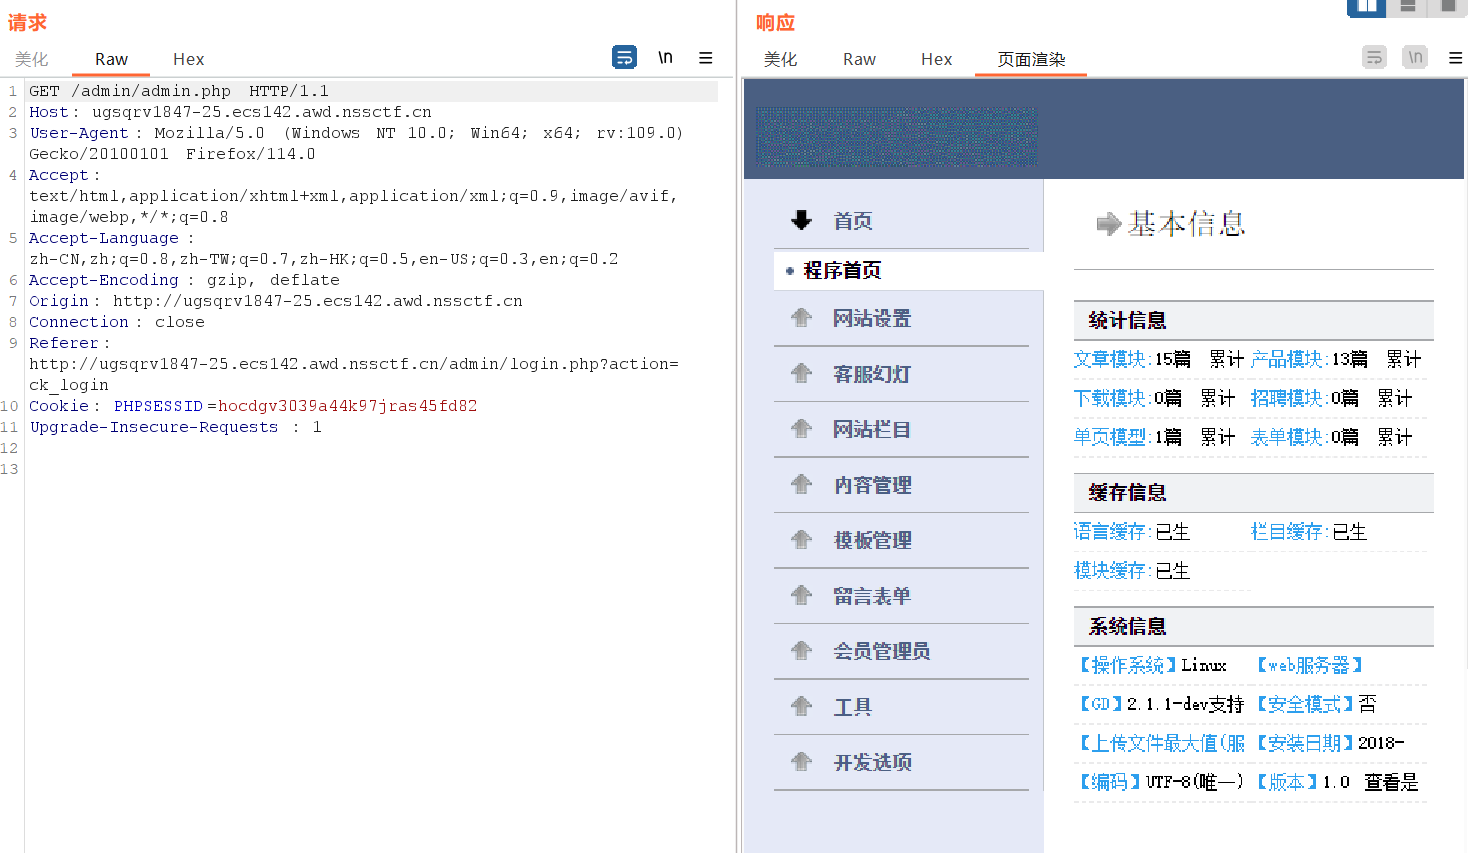 请求
美化 Raw Hex \n
1 GET /admin/admin.php HTTP/1.1
2 Host: ugsqrv1847-25.ecs142.awd.nssctf.cn
3 User-Agent: Mozilla/5.0 (Windows NT 10.0; Win64; x64; rv:109.0)
Gecko/20100101 Firefox/114.0
4 Accept:
text/html,application/xhtml+xml,application/xml;q=0.9,image/avif,
image/webp,*/*;q=0.8
5 Accept-Language:
zh-CN,zh;q=0.8,zh-TW;q=0.7,zh-HK;q=0.5,en-US;q=0.3,en;q=0.2
6 Accept-Encoding: gzip, deflate
7 Origin: http://ugsqrv1847-25.ecs142.awd.nssctf.cn
8 Connection: close
9 Referer:
http://ugsqrv1847-25.ecs142.awd.nssctf.cn/admin/login.php?action=
ck_login
10 Cookie: PHPSESSID=hocdgv3039a44k97jras45fd82
11 Upgrade-Insecure-Requests: 1
12
13
响应
美化 Raw Hex 页面渲染 \n
首页
程序首页
网站设置
客服幻灯
网站栏目
内容管理
模板管理
留言表单
会员管理员
工具
开发选项
基本信息
统计信息
文章模块:15篇 累计 产品模块:13篇 累计
下载模块:0篇 累计 招聘模块:0篇 累计
单页模型:1篇 累计 表单模块:0篇 累计
缓存信息
语言缓存:已生 栏目缓存:已生
模块缓存:已生
系统信息
【操作系统】Linux 【web服务器】
【GD】2.1.1-dev支持 【安全模式】否
【上传文件最大值(服 【安装日期】2018-
【编码】UTF-8(唯一) 【版本】1.0 查看是